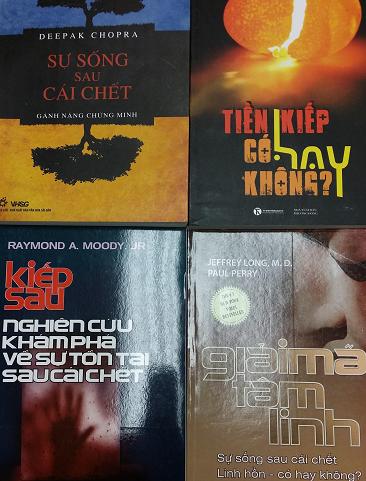 DEEPAK CHOPRA
SỰ SỐNG
SAU
CÁI CHẾT
GÁNH NẶNG CHỨNG MINH
VHSG
TIỀN KIẾP
CÓ hay
KHÔNG?
RAYMOND A. MOODY, JR
kiếp
sau
nghiên cứu
khám phá
về sự tồn tại
sau cái chết
JEFFREY LONG, M.D.
PAUL PERRY
giải mã
tâm
linh
Sự sống sau cái chết
Linh hồn - có hay không?